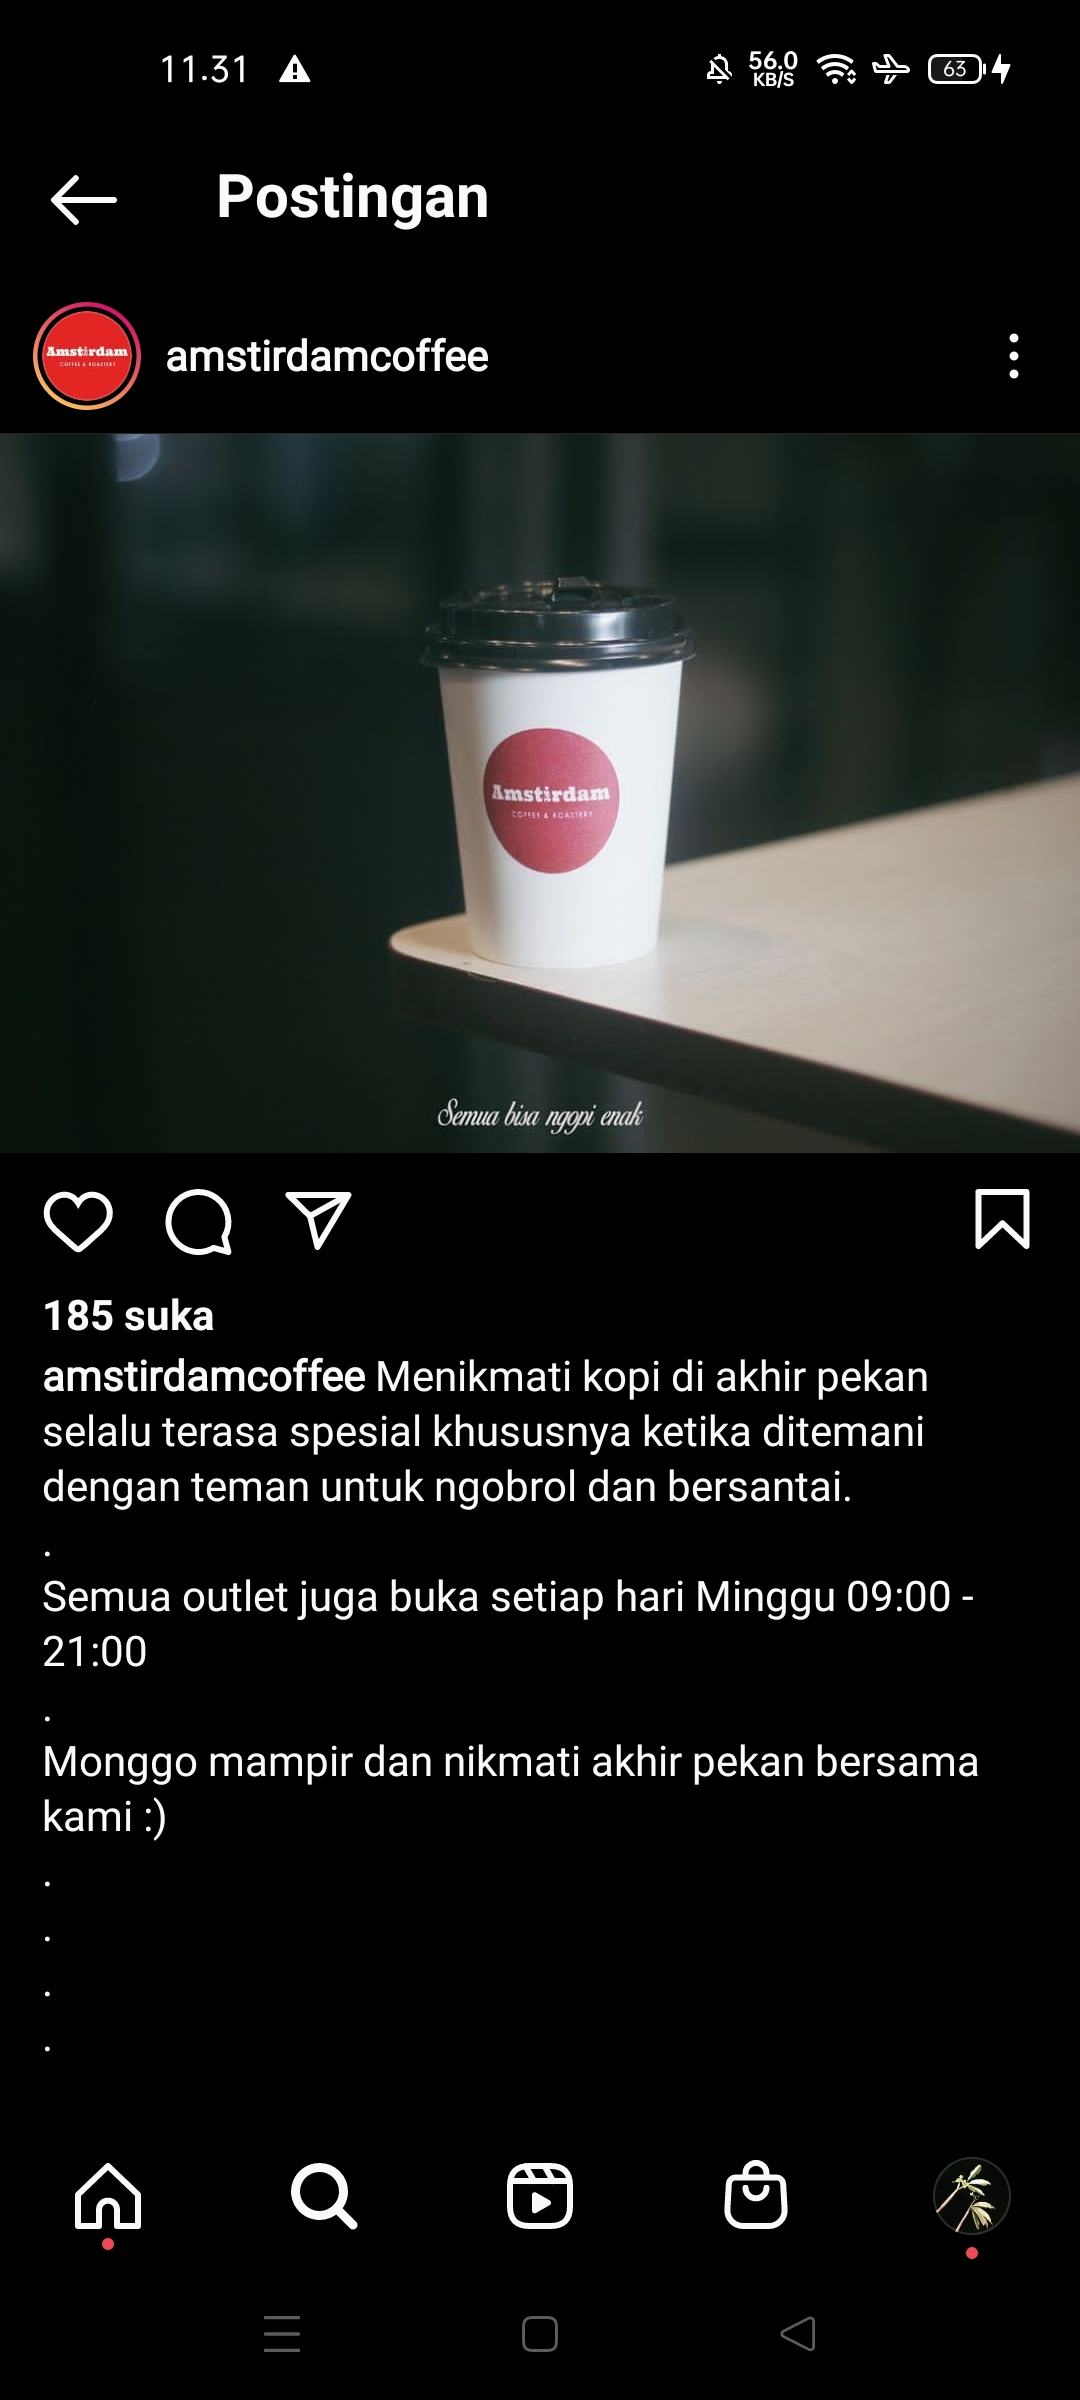 11.31
56.0
KB/S
63
Postingan
Amstirdam
COFFEE & ROASTERY
amstirdamcoffee
Amstirdam
COFFEE & ROASTERY
Semua bisa ngopi enak
185 suka
amstirdamcoffee Menikmati kopi di akhir pekan
selalu terasa spesial khususnya ketika ditemani
dengan teman untuk ngobrol dan bersantai.
.
Semua outlet juga buka setiap hari Minggu 09:00 -
21:00
.
Monggo mampir dan nikmati akhir pekan bersama
kami :)
.
.
.
.